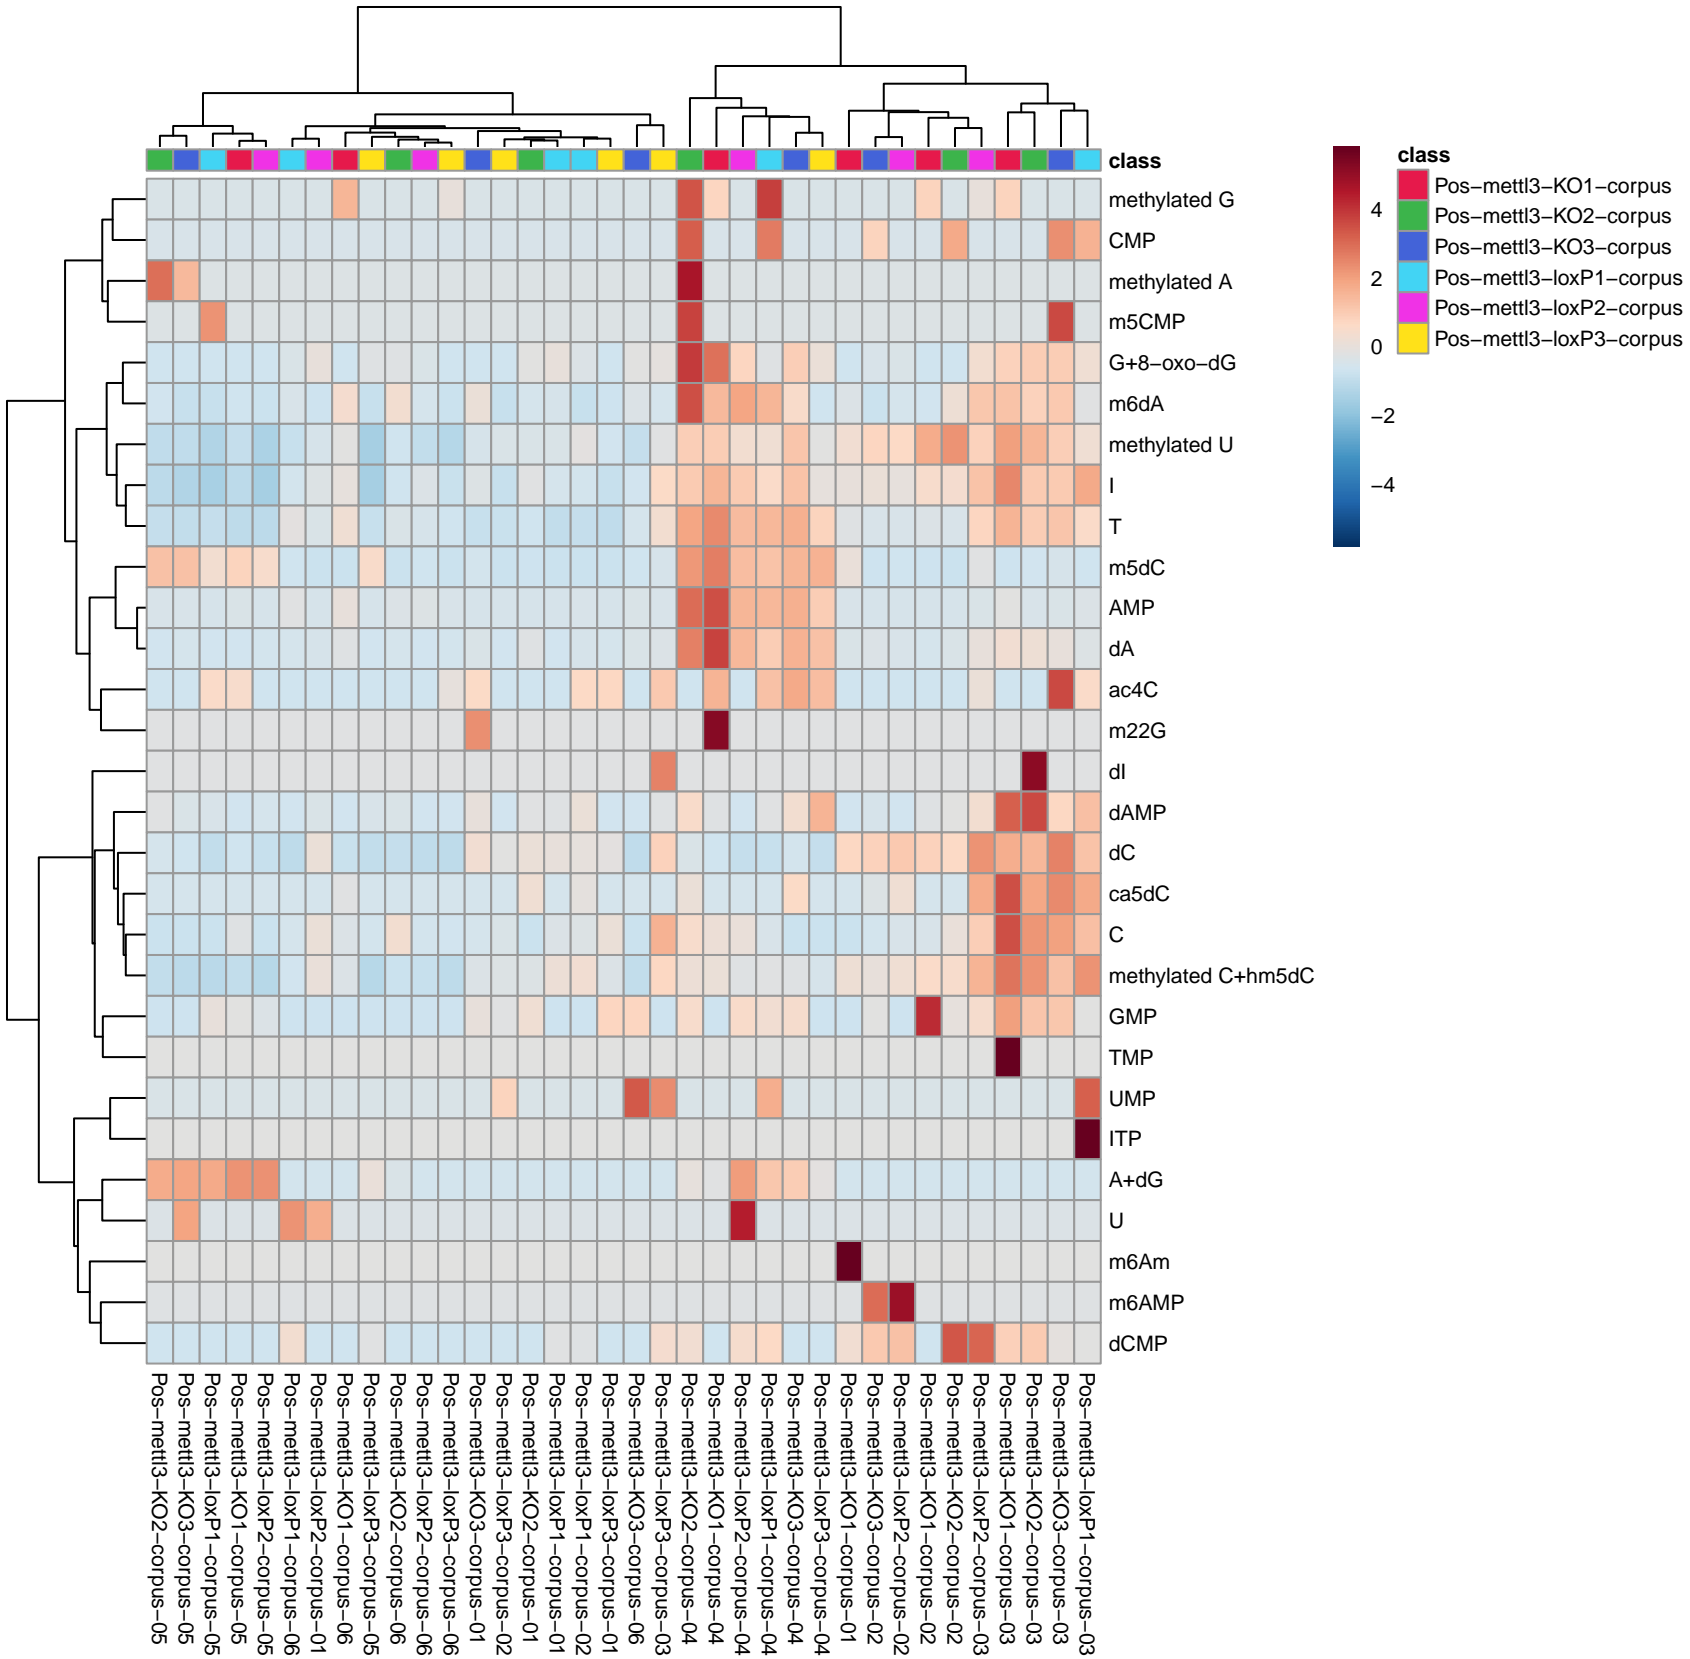 class
methylated G
CMP
methylated A
m5CMP
G+8−oxo−dG
m6dA
methylated U
I
T
m5dC
AMP
dA
ac4C
m22G
dI
dAMP
dC
ca5dC
C
methylated C+hm5dC
GMP
TMP
UMP
ITP
A+dG
U
m6Am
m6AMP
dCMP
4
2
0
−2
−4
class
Pos−mettl3−KO1−corpus
Pos−mettl3−KO2−corpus
Pos−mettl3−KO3−corpus
Pos−mettl3−loxP1−corpus
Pos−mettl3−loxP2−corpus
Pos−mettl3−loxP3−corpus
Pos−mettl3−KO2−corpus−05
Pos−mettl3−KO3−corpus−05
Pos−mettl3−loxP1−corpus−05
Pos−mettl3−KO1−corpus−05
Pos−mettl3−loxP2−corpus−05
Pos−mettl3−loxP1−corpus−06
Pos−mettl3−loxP2−corpus−01
Pos−mettl3−KO1−corpus−06
Pos−mettl3−loxP3−corpus−05
Pos−mettl3−KO2−corpus−06
Pos−mettl3−loxP2−corpus−06
Pos−mettl3−loxP3−corpus−06
Pos−mettl3−KO3−corpus−01
Pos−mettl3−loxP3−corpus−02
Pos−mettl3−KO2−corpus−01
Pos−mettl3−loxP1−corpus−01
Pos−mettl3−loxP1−corpus−02
Pos−mettl3−loxP3−corpus−01
Pos−mettl3−KO3−corpus−06
Pos−mettl3−loxP3−corpus−03
Pos−mettl3−KO2−corpus−04
Pos−mettl3−KO1−corpus−04
Pos−mettl3−loxP2−corpus−04
Pos−mettl3−loxP1−corpus−04
Pos−mettl3−KO3−corpus−04
Pos−mettl3−loxP3−corpus−04
Pos−mettl3−KO1−corpus−01
Pos−mettl3−KO3−corpus−02
Pos−mettl3−loxP2−corpus−02
Pos−mettl3−KO1−corpus−02
Pos−mettl3−KO2−corpus−02
Pos−mettl3−loxP2−corpus−03
Pos−mettl3−KO1−corpus−03
Pos−mettl3−KO2−corpus−03
Pos−mettl3−KO3−corpus−03
Pos−mettl3−loxP1−corpus−03